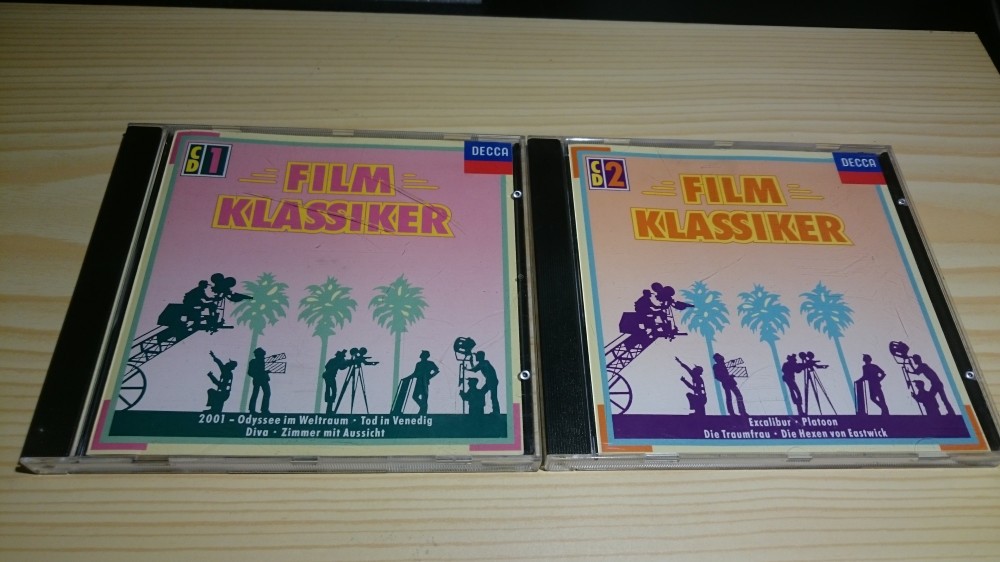 CD 1
DECCA
FILM
KLASSIKER
2001 – Odyssee im Weltraum · Tod in Venedig
Diva · Zimmer mit Aussicht
CD 2
DECCA
FILM
KLASSIKER
Excalibur · Platoon
Die Traumfrau · Die Hexen von Eastwick